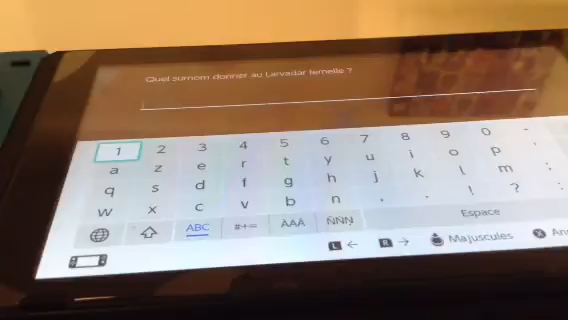 Quel surnom donner au Larvadar femelle ?
1 2 3 4 5 6 7 8 9 0 -
a z e r t y u i o p
q s d f g h j k l m
w x c v b n , . ! ?
ABC #+= ÀÄÂ ÑÑŅ Espace
L ← R → Majuscules X